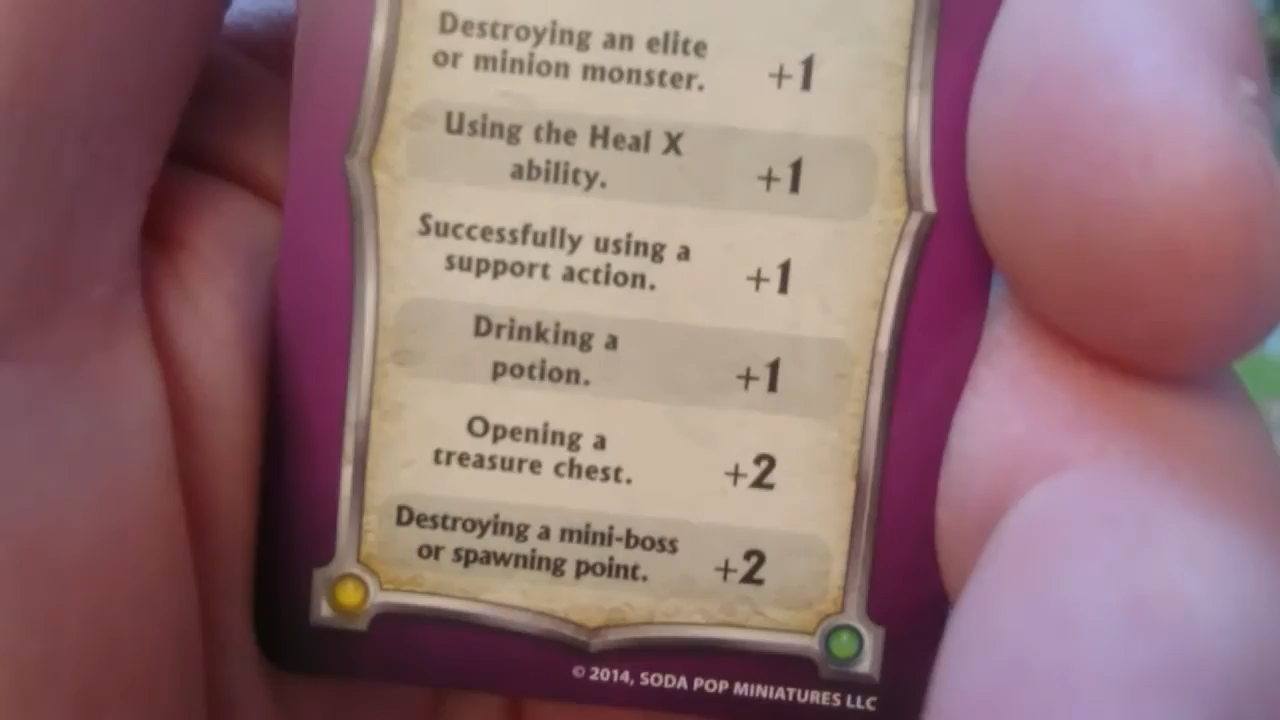 Destroying an elite
or minion monster. +1
Using the Heal X
ability. +1
Successfully using a
support action. +1
Drinking a
potion. +1
Opening a
treasure chest. +2
Destroying a mini-boss
or spawning point. +2
© 2014, SODA POP MINIATURES LLC